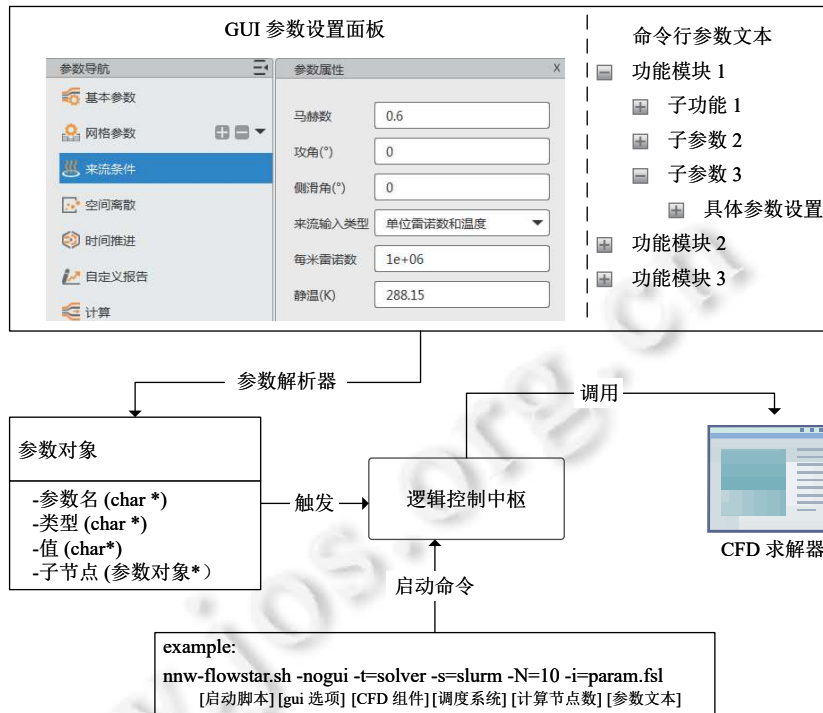 GUI 参数设置面板
参数导航
基本参数
网格参数
来流条件
空间离散
时间推进
自定义报告
计算
参数属性 X
马赫数 0.6
攻角(°) 0
侧滑角(°) 0
来流输入类型 单位雷诺数和温度
每米雷诺数 1e+06
静温(K) 288.15
命令行参数文本
功能模块 1
子功能 1
子参数 2
子参数 3
具体参数设置
功能模块 2
功能模块 3
参数解析器
调用
参数对象
-参数名 (char *)
-类型 (char *)
-值 (char*)
-子节点 (参数对象*）
触发
逻辑控制中枢
CFD 求解器
启动命令
example:
nnw-flowstar.sh -nogui -t=solver -s=slurm -N=10 -i=param.fsl
[启动脚本] [gui 选项] [CFD 组件] [调度系统] [计算节点数] [参数文本]
www.jos.org.cn